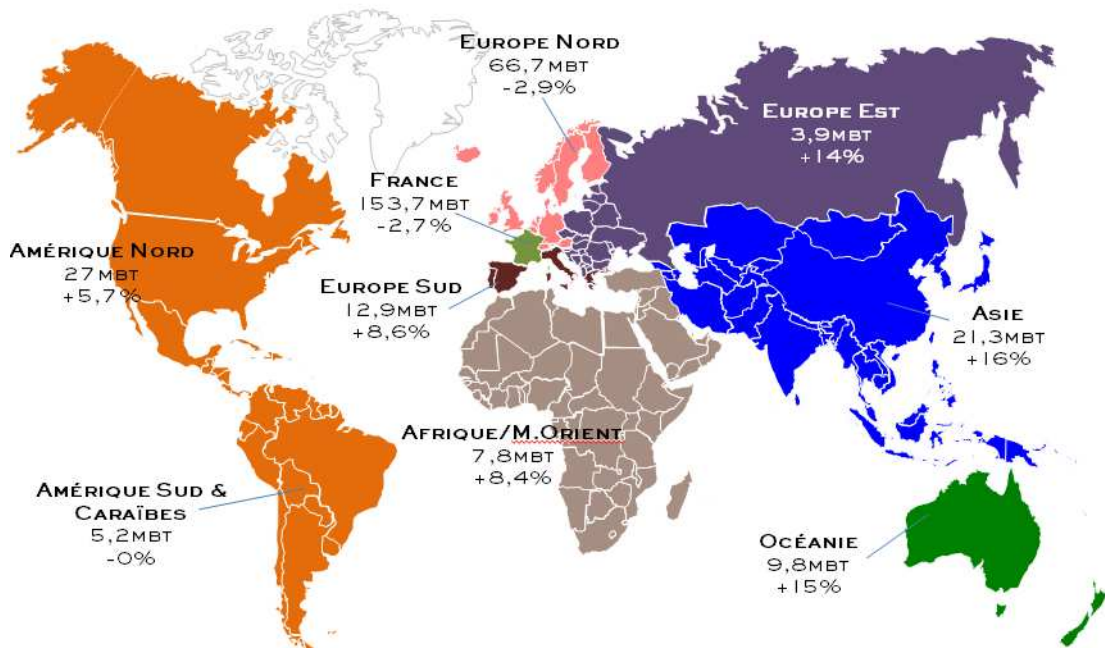 Europe Nord
66,7mbt
-2,9%
Europe Est
3,9mbt
+14%
France
153,7mbt
-2,7%
Amérique Nord
27mbt
+5,7%
Europe Sud
12,9mbt
+8,6%
Asie
21,3mbt
+16%
Afrique/M.Orient
7,8mbt
+8,4%
Amérique Sud &
Caraïbes
5,2mbt
-0%
Océanie
9,8mbt
+15%